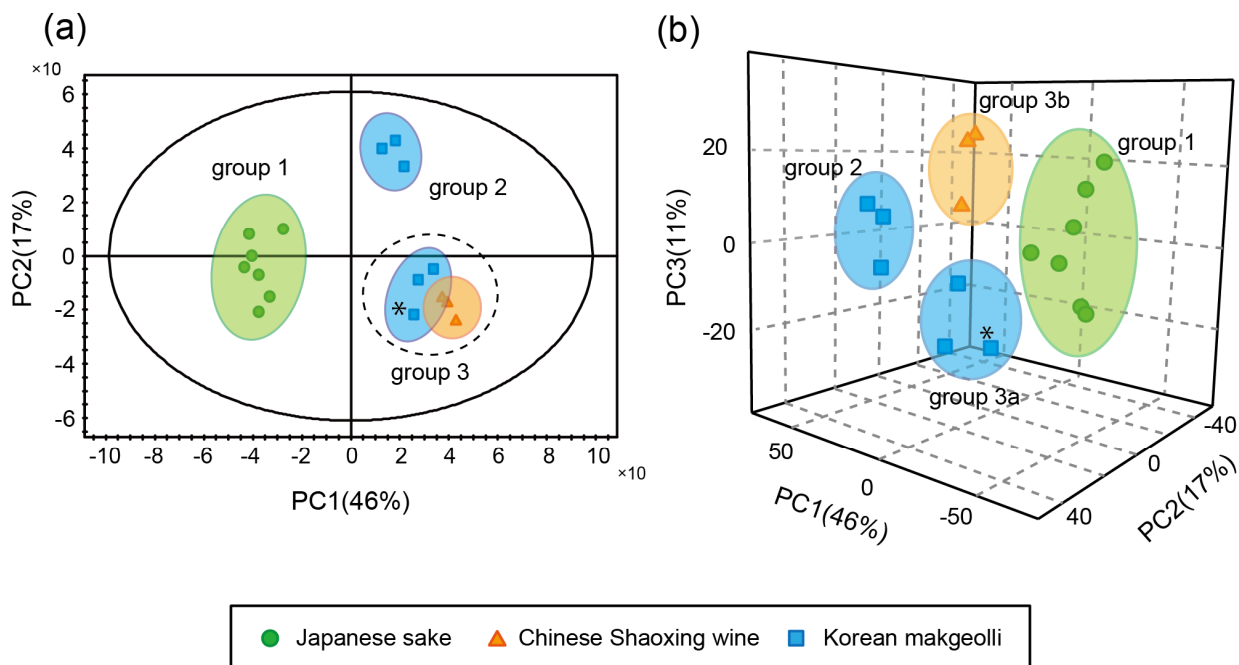 (a)
×10
6
4
2
0
-2
-4
-6
PC2(17%)
group 1
group 2
*
group 3
-10 -8 -6 -4 -2 0 2 4 6 8 10
×10
PC1(46%)
(b)
20
0
-20
PC3(11%)
group 3b
group 1
group 2
*
group 3a
50
0
-50
PC1(46%)
-40
0
40
PC2(17%)
Japanese sake Chinese Shaoxing wine Korean makgeolli